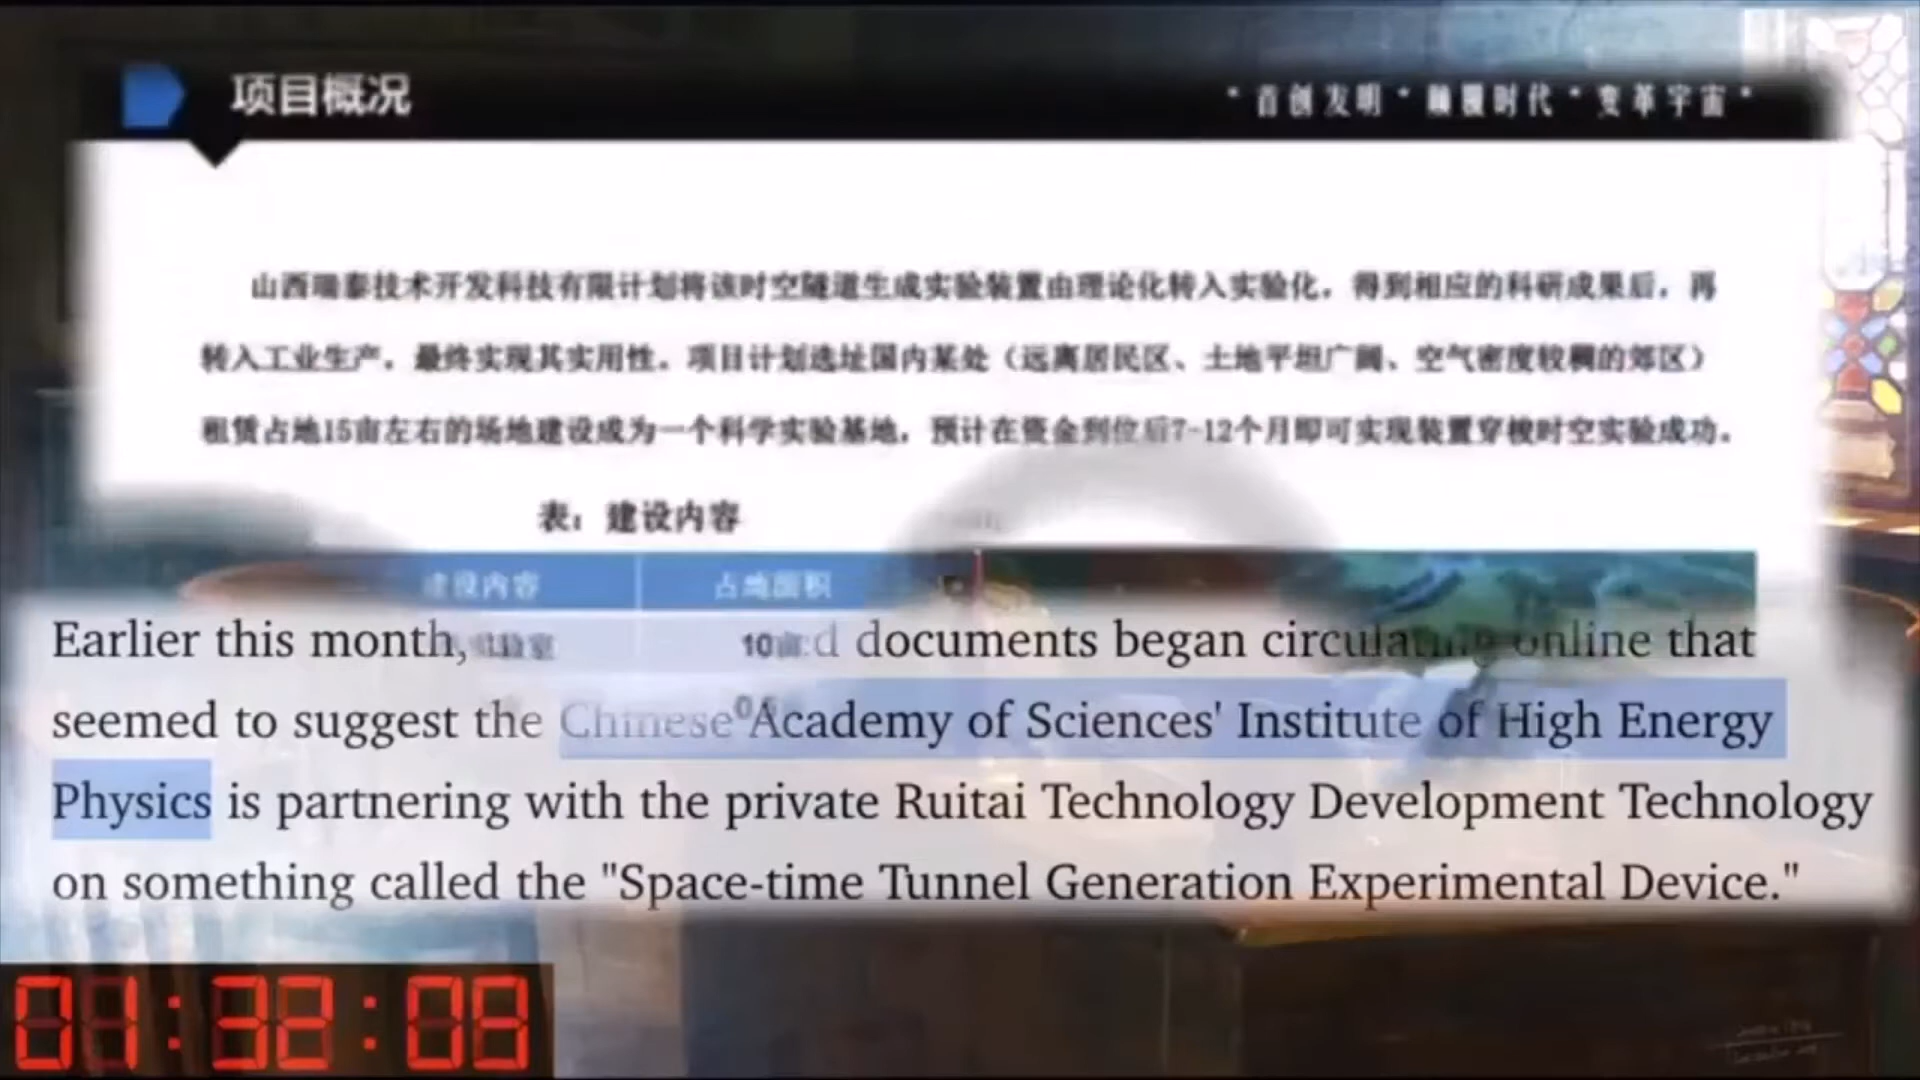 项目概况
"首创发明"颠覆时代"变革宇宙"
山西瑞泰技术开发科技有限计划将该时空隧道生成实验装置由理论化转入实验化，得到相应的科研成果后，再
转入工业生产，最终实现其实用性。项目计划选址国内某处（远离居民区、土地平坦广阔、空气密度较稠的郊区）
租赁占地15亩左右的场地建设成为一个科学实验基地，预计在资金到位后7-12个月即可实现装置穿梭时空实验成功。
表：建设内容
建设内容 占地面积
10亩
Earlier this month, documents began circulating online that
seemed to suggest the Chinese Academy of Sciences' Institute of High Energy
Physics is partnering with the private Ruitai Technology Development Technology
on something called the "Space-time Tunnel Generation Experimental Device."
01:32:09